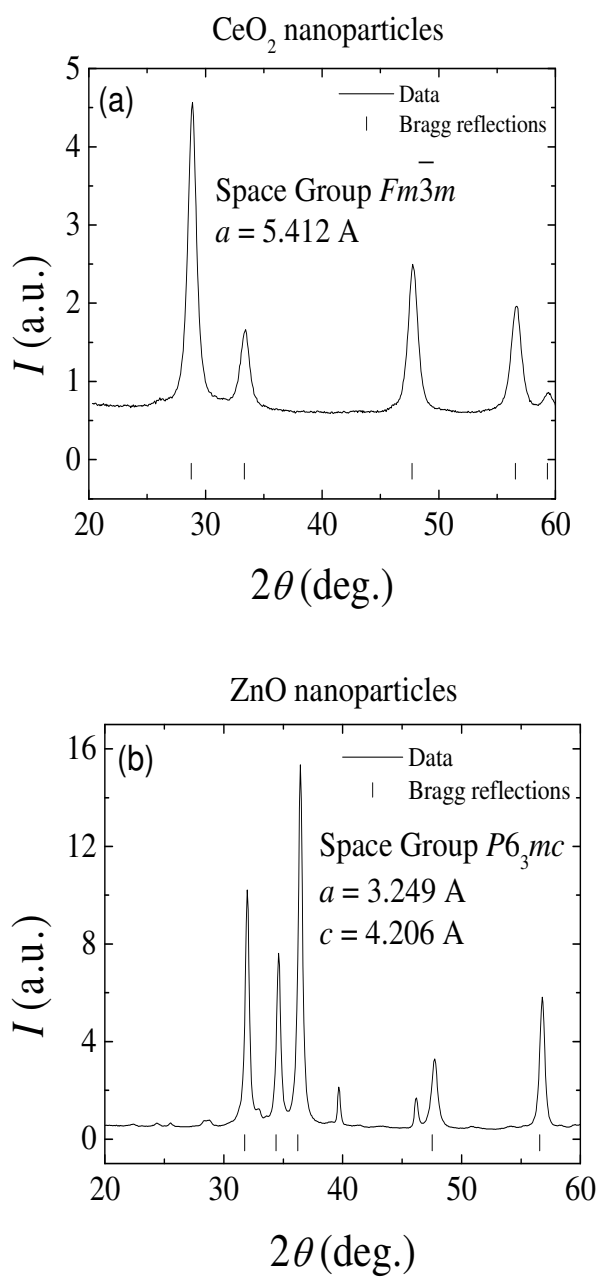 CeO₂ nanoparticles
(a)
Data
Bragg reflections
Space Group Fm3̅m
a = 5.412 A
5
4
3
2
1
0
I (a.u.)
20 30 40 50 60
2θ (deg.)
ZnO nanoparticles
(b)
Data
Bragg reflections
Space Group P6₃mc
a = 3.249 A
c = 4.206 A
16
12
8
4
0
I (a.u.)
20 30 40 50 60
2θ (deg.)